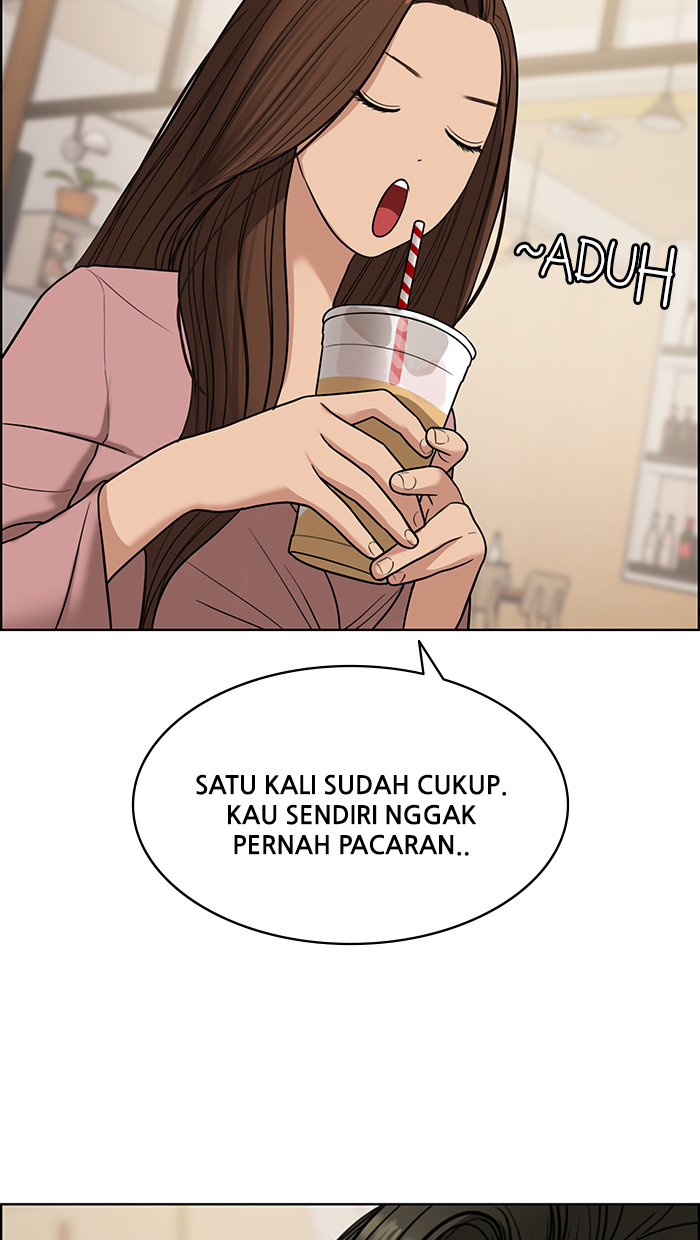 ~ADUH
SATU KALI SUDAH CUKUP.
KAU SENDIRI NGGAK
PERNAH PACARAN..